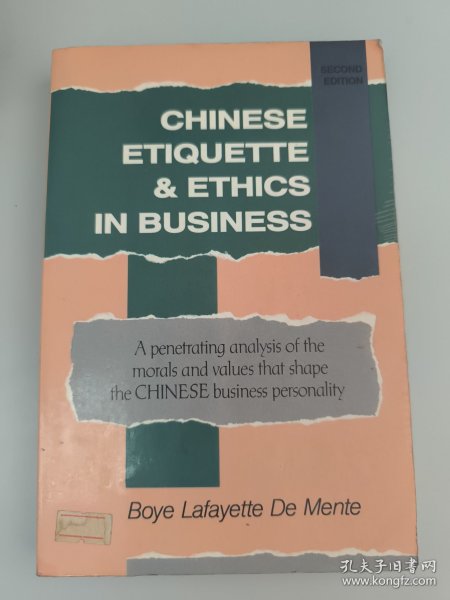 SECOND
EDITION
CHINESE
ETIQUETTE
& ETHICS
IN BUSINESS
A penetrating analysis of the
morals and values that shape
the CHINESE business personality
Boye Lafayette De Mente
孔夫子旧书网
www.kongfz.com